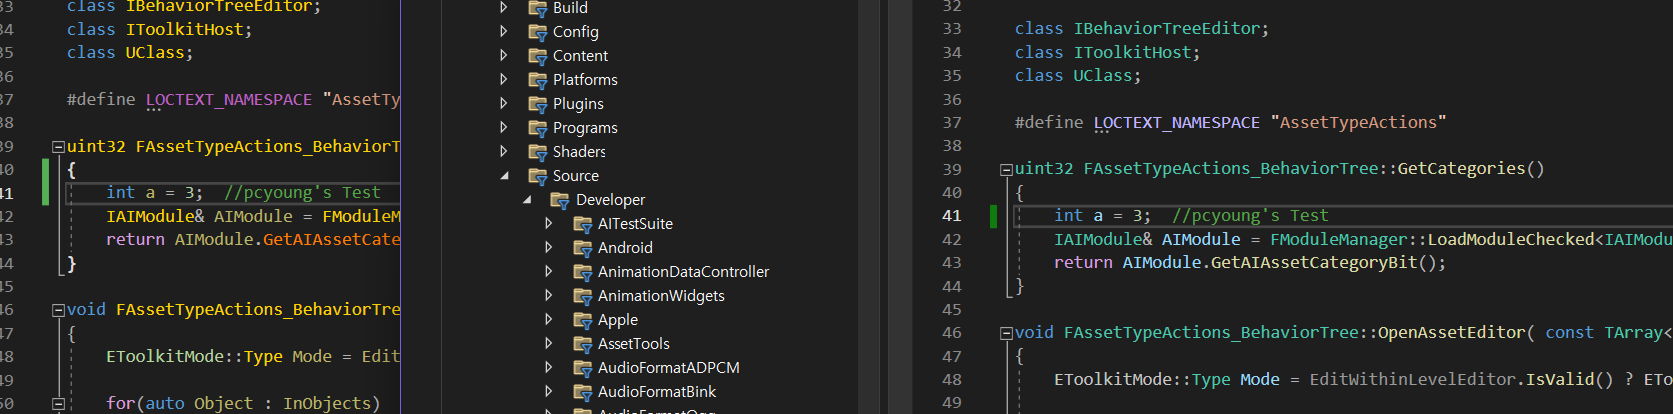 33 class IBehaviorTreeEditor;
34 class IToolkitHost;
35 class UClass;
36
37 #define LOCTEXT_NAMESPACE "AssetTy
38
39 uint32 FAssetTypeActions_BehaviorT
40 {
41 int a = 3; //pcyoung's Test
42 IAIModule& AIModule = FModuleM
43 return AIModule.GetAIAssetCate
44 }
45
46 void FAssetTypeActions_BehaviorTre
47 {
48 EToolkitMode::Type Mode = Edit
49
50 for(auto Object : InObjects)
Build
Config
Content
Platforms
Plugins
Programs
Shaders
Source
Developer
AITestSuite
Android
AnimationDataController
AnimationWidgets
Apple
AssetTools
AudioFormatADPCM
AudioFormatBink
AudioFormatOgg
32
33 class IBehaviorTreeEditor;
34 class IToolkitHost;
35 class UClass;
36
37 #define LOCTEXT_NAMESPACE "AssetTypeActions"
38
39 uint32 FAssetTypeActions_BehaviorTree::GetCategories()
40 {
41 int a = 3; //pcyoung's Test
42 IAIModule& AIModule = FModuleManager::LoadModuleChecked<IAIModu
43 return AIModule.GetAIAssetCategoryBit();
44 }
45
46 void FAssetTypeActions_BehaviorTree::OpenAssetEditor( const TArray<
47 {
48 EToolkitMode::Type Mode = EditWithinLevelEditor.IsValid() ? ETo
49